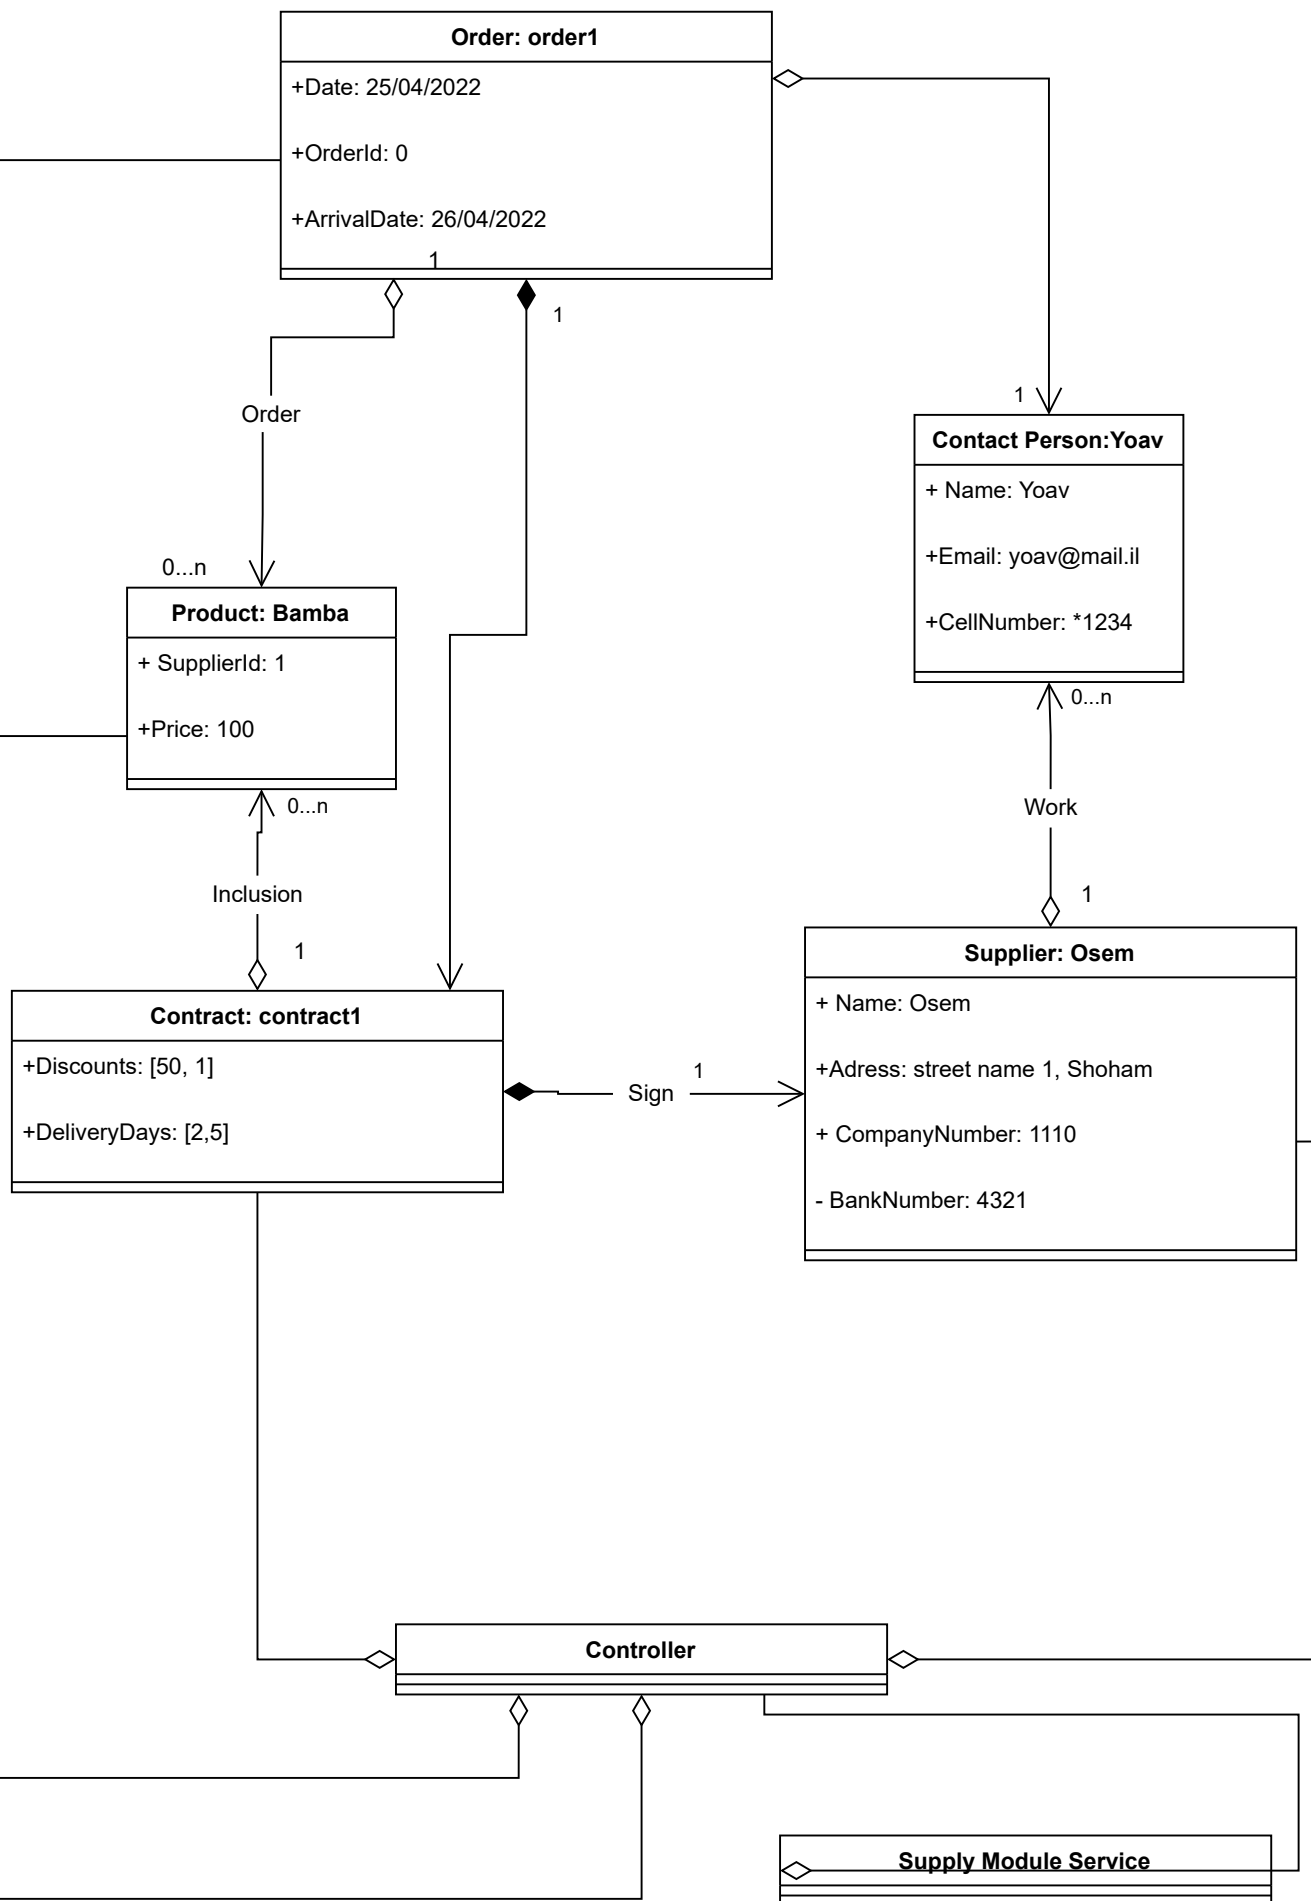 Order: order1
+Date: 25/04/2022
+OrderId: 0
+ArrivalDate: 26/04/2022
1
1
Order
0...n
1
Contact Person:Yoav
+ Name: Yoav
+Email: yoav@mail.il
+CellNumber: *1234
0...n
Product: Bamba
+ SupplierId: 1
+Price: 100
0...n
Inclusion
1
Work
1
Contract: contract1
+Discounts: [50, 1]
+DeliveryDays: [2,5]
Sign
1
Supplier: Osem
+ Name: Osem
+Adress: street name 1, Shoham
+ CompanyNumber: 1110
- BankNumber: 4321
Controller
Supply Module Service